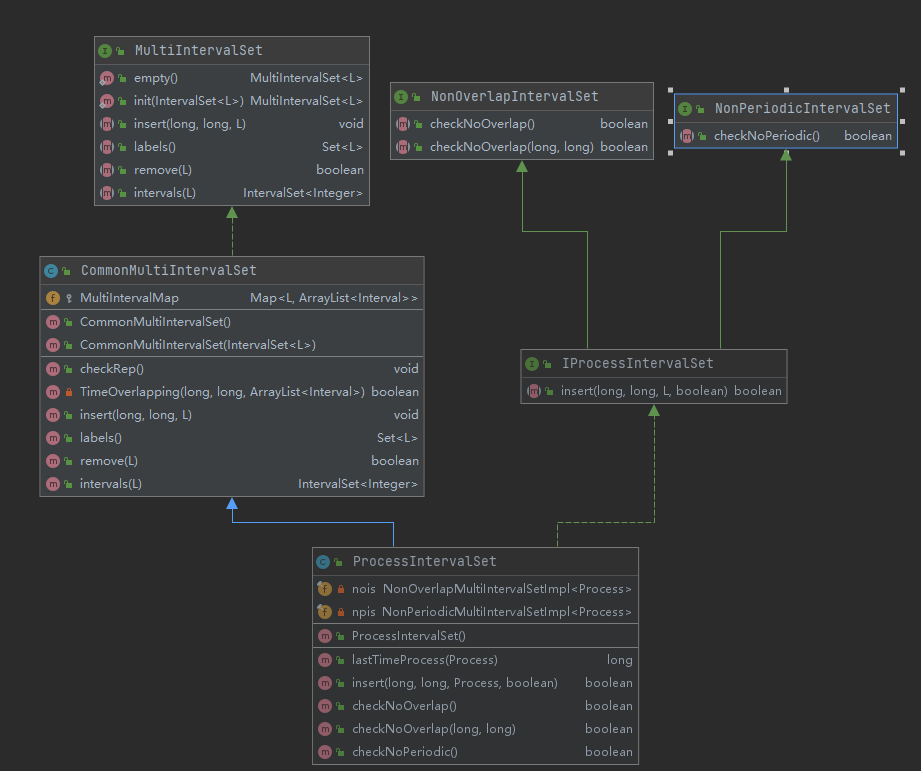 MultiIntervalSet
empty() MultiIntervalSet<L>
init(IntervalSet<L>) MultiIntervalSet<L>
insert(long, long, L) void
labels() Set<L>
remove(L) boolean
intervals(L) IntervalSet<Integer>
NonOverlapIntervalSet
checkNoOverlap() boolean
checkNoOverlap(long, long) boolean
NonPeriodicIntervalSet
checkNoPeriodic() boolean
CommonMultiIntervalSet
MultiIntervalMap Map<L, ArrayList<Interval>>
CommonMultiIntervalSet()
CommonMultiIntervalSet(IntervalSet<L>)
checkRep() void
TimeOverlapping(long, long, ArrayList<Interval>) boolean
insert(long, long, L) void
labels() Set<L>
remove(L) boolean
intervals(L) IntervalSet<Integer>
IProcessIntervalSet
insert(long, long, L, boolean) boolean
ProcessIntervalSet
nois NonOverlapMultiIntervalSetImpl<Process>
npis NonPeriodicMultiIntervalSetImpl<Process>
ProcessIntervalSet()
lastTimeProcess(Process) long
insert(long, long, Process, boolean) boolean
checkNoOverlap() boolean
checkNoOverlap(long, long) boolean
checkNoPeriodic() boolean